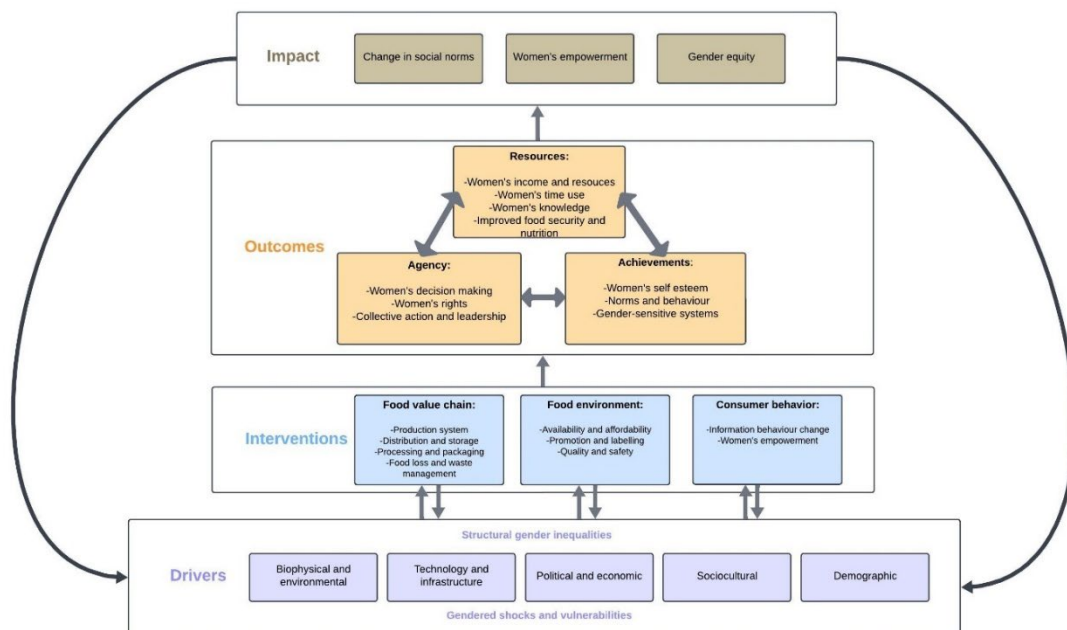 Impact
Change in social norms
Women's empowerment
Gender equity
Outcomes
Resources:
-Women's income and resouces
-Women's time use
-Women's knowledge
-Improved food security and
nutrition
Agency:
-Women's decision making
-Women's rights
-Collective action and leadership
Achievements:
-Women's self esteem
-Norms and behaviour
-Gender-sensitive systems
Interventions
Food value chain:
-Production system
-Distribution and storage
-Processing and packaging
-Food loss and waste
management
Food environment:
-Availability and affordability
-Promotion and labelling
-Quality and safety
Consumer behavior:
-Information behaviour change
-Women's empowerment
Drivers
Structural gender inequalities
Biophysical and
environmental
Technology and
infrastructure
Political and economic
Sociocultural
Demographic
Gendered shocks and vulnerabilities